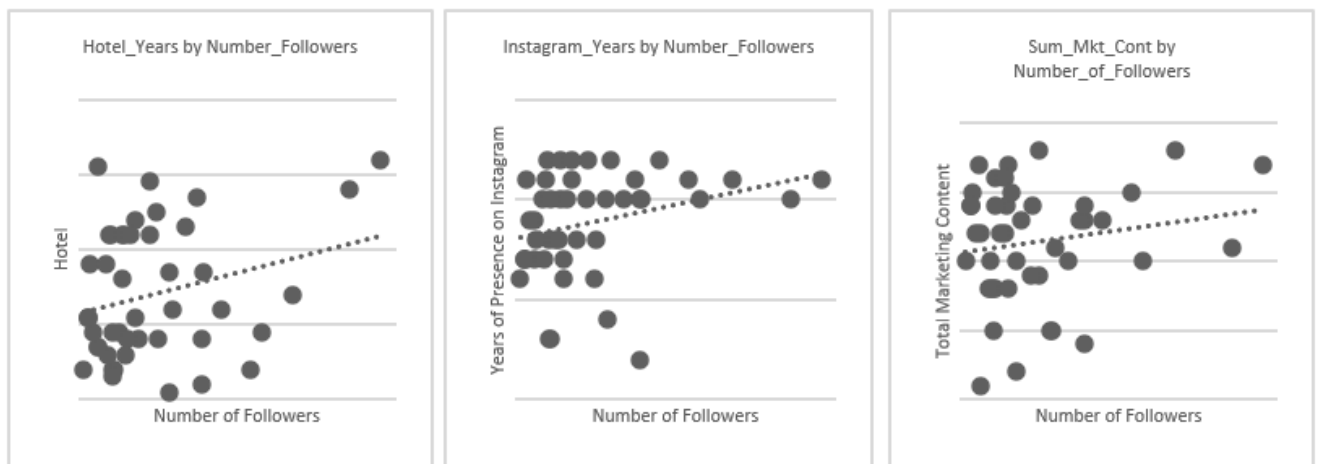 Hotel_Years by Number_Followers
Hotel
Number of Followers
Instagram_Years by Number_Followers
Years of Presence on Instagram
Number of Followers
Sum_Mkt_Cont by
Number_of_Followers
Total Marketing Content
Number of Followers